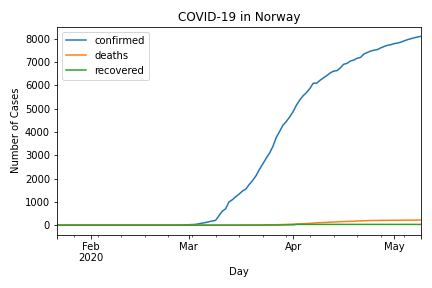 COVID-19 in Norway
confirmed
deaths
recovered
Number of Cases
8000
7000
6000
5000
4000
3000
2000
1000
0
Feb
2020
Mar
Apr
May
Day